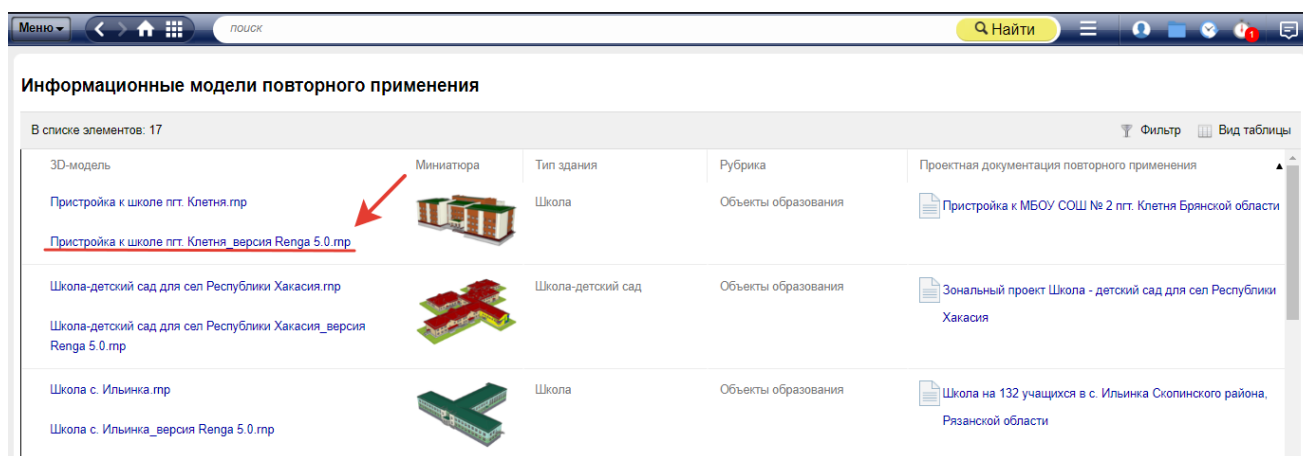 Меню
поиск
Найти
1
Информационные модели повторного применения
В списке элементов: 17
Фильтр
Вид таблицы
3D-модель
Миниатюра
Тип здания
Рубрика
Проектная документация повторного применения
Пристройка к школе пгт. Клетня.rnp
Школа
Объекты образования
Пристройка к МБОУ СОШ № 2 пгт. Клетня Брянской области
Пристройка к школе пгт. Клетня_версия Renga 5.0.rnp
Школа-детский сад для сел Республики Хакасия.rnp
Школа-детский сад
Объекты образования
Зональный проект Школа - детский сад для сел Республики
Хакасия
Школа-детский сад для сел Республики Хакасия_версия
Renga 5.0.rnp
Школа с. Ильинка.rnp
Школа
Объекты образования
Школа на 132 учащихся в с. Ильинка Скопинского района,
Рязанской области
Школа с. Ильинка_версия Renga 5.0.rnp